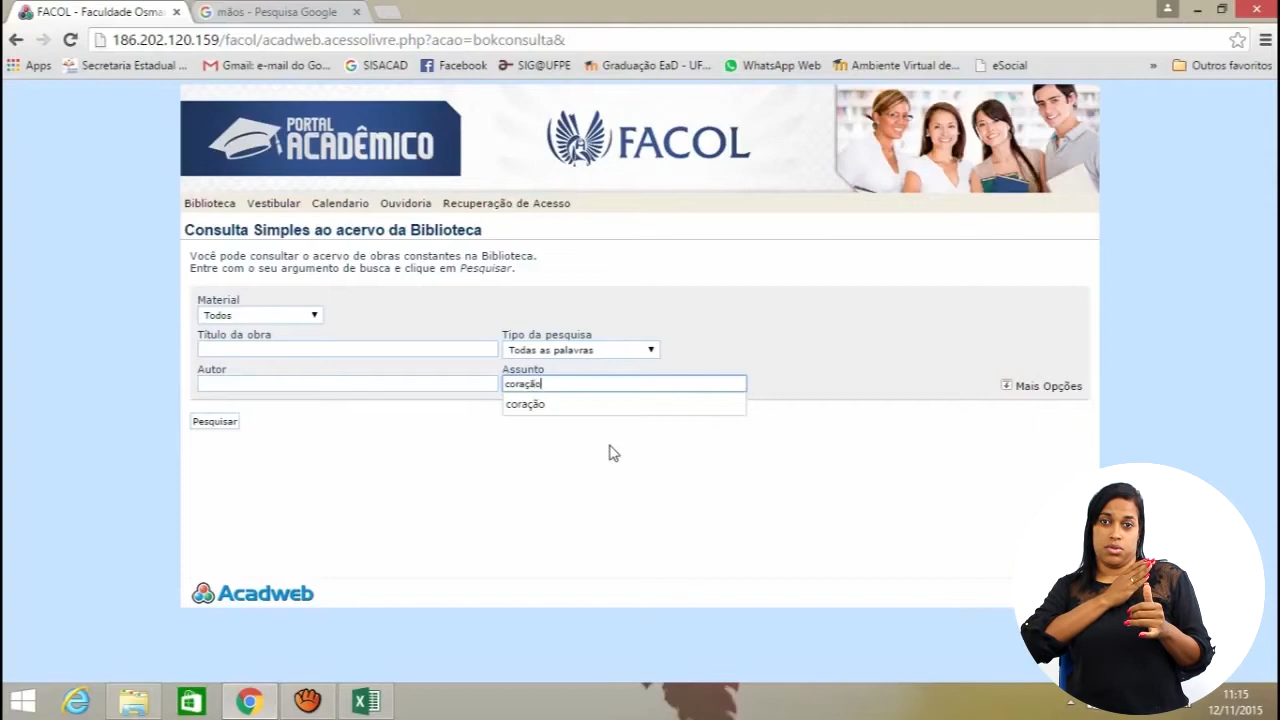 FACOL - Faculdade Osma
mãos - Pesquisa Google
186.202.120.159/facol/acadweb.acessolivre.php?acao=bokconsulta&
Apps
Secretaria Estadual ...
Gmail: e-mail do Go...
SISACAD
Facebook
SIG@UFPE
Graduação EaD - UF...
WhatsApp Web
Ambiente Virtual de...
eSocial
»
Outros favoritos
PORTAL
ACADÊMICO
FACOL
Biblioteca Vestibular Calendario Ouvidoria Recuperação de Acesso
Consulta Simples ao acervo da Biblioteca
Você pode consultar o acervo de obras constantes na Biblioteca.
Entre com o seu argumento de busca e clique em Pesquisar.
Material
Todos
Título da obra
Tipo da pesquisa
Todas as palavras
Autor
Assunto
coração
Mais Opções
coração
Pesquisar
Acadweb
11:15
12/11/2015